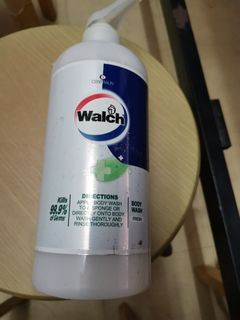 Walch
Kills
99.9%
of Germs
DIRECTIONS
APPLY BODY WASH
TO A SPONGE OR
DIRECTLY ONTO BODY.
WASH GENTLY AND
RINSE THOROUGHLY
BODY
WASH
FRESH